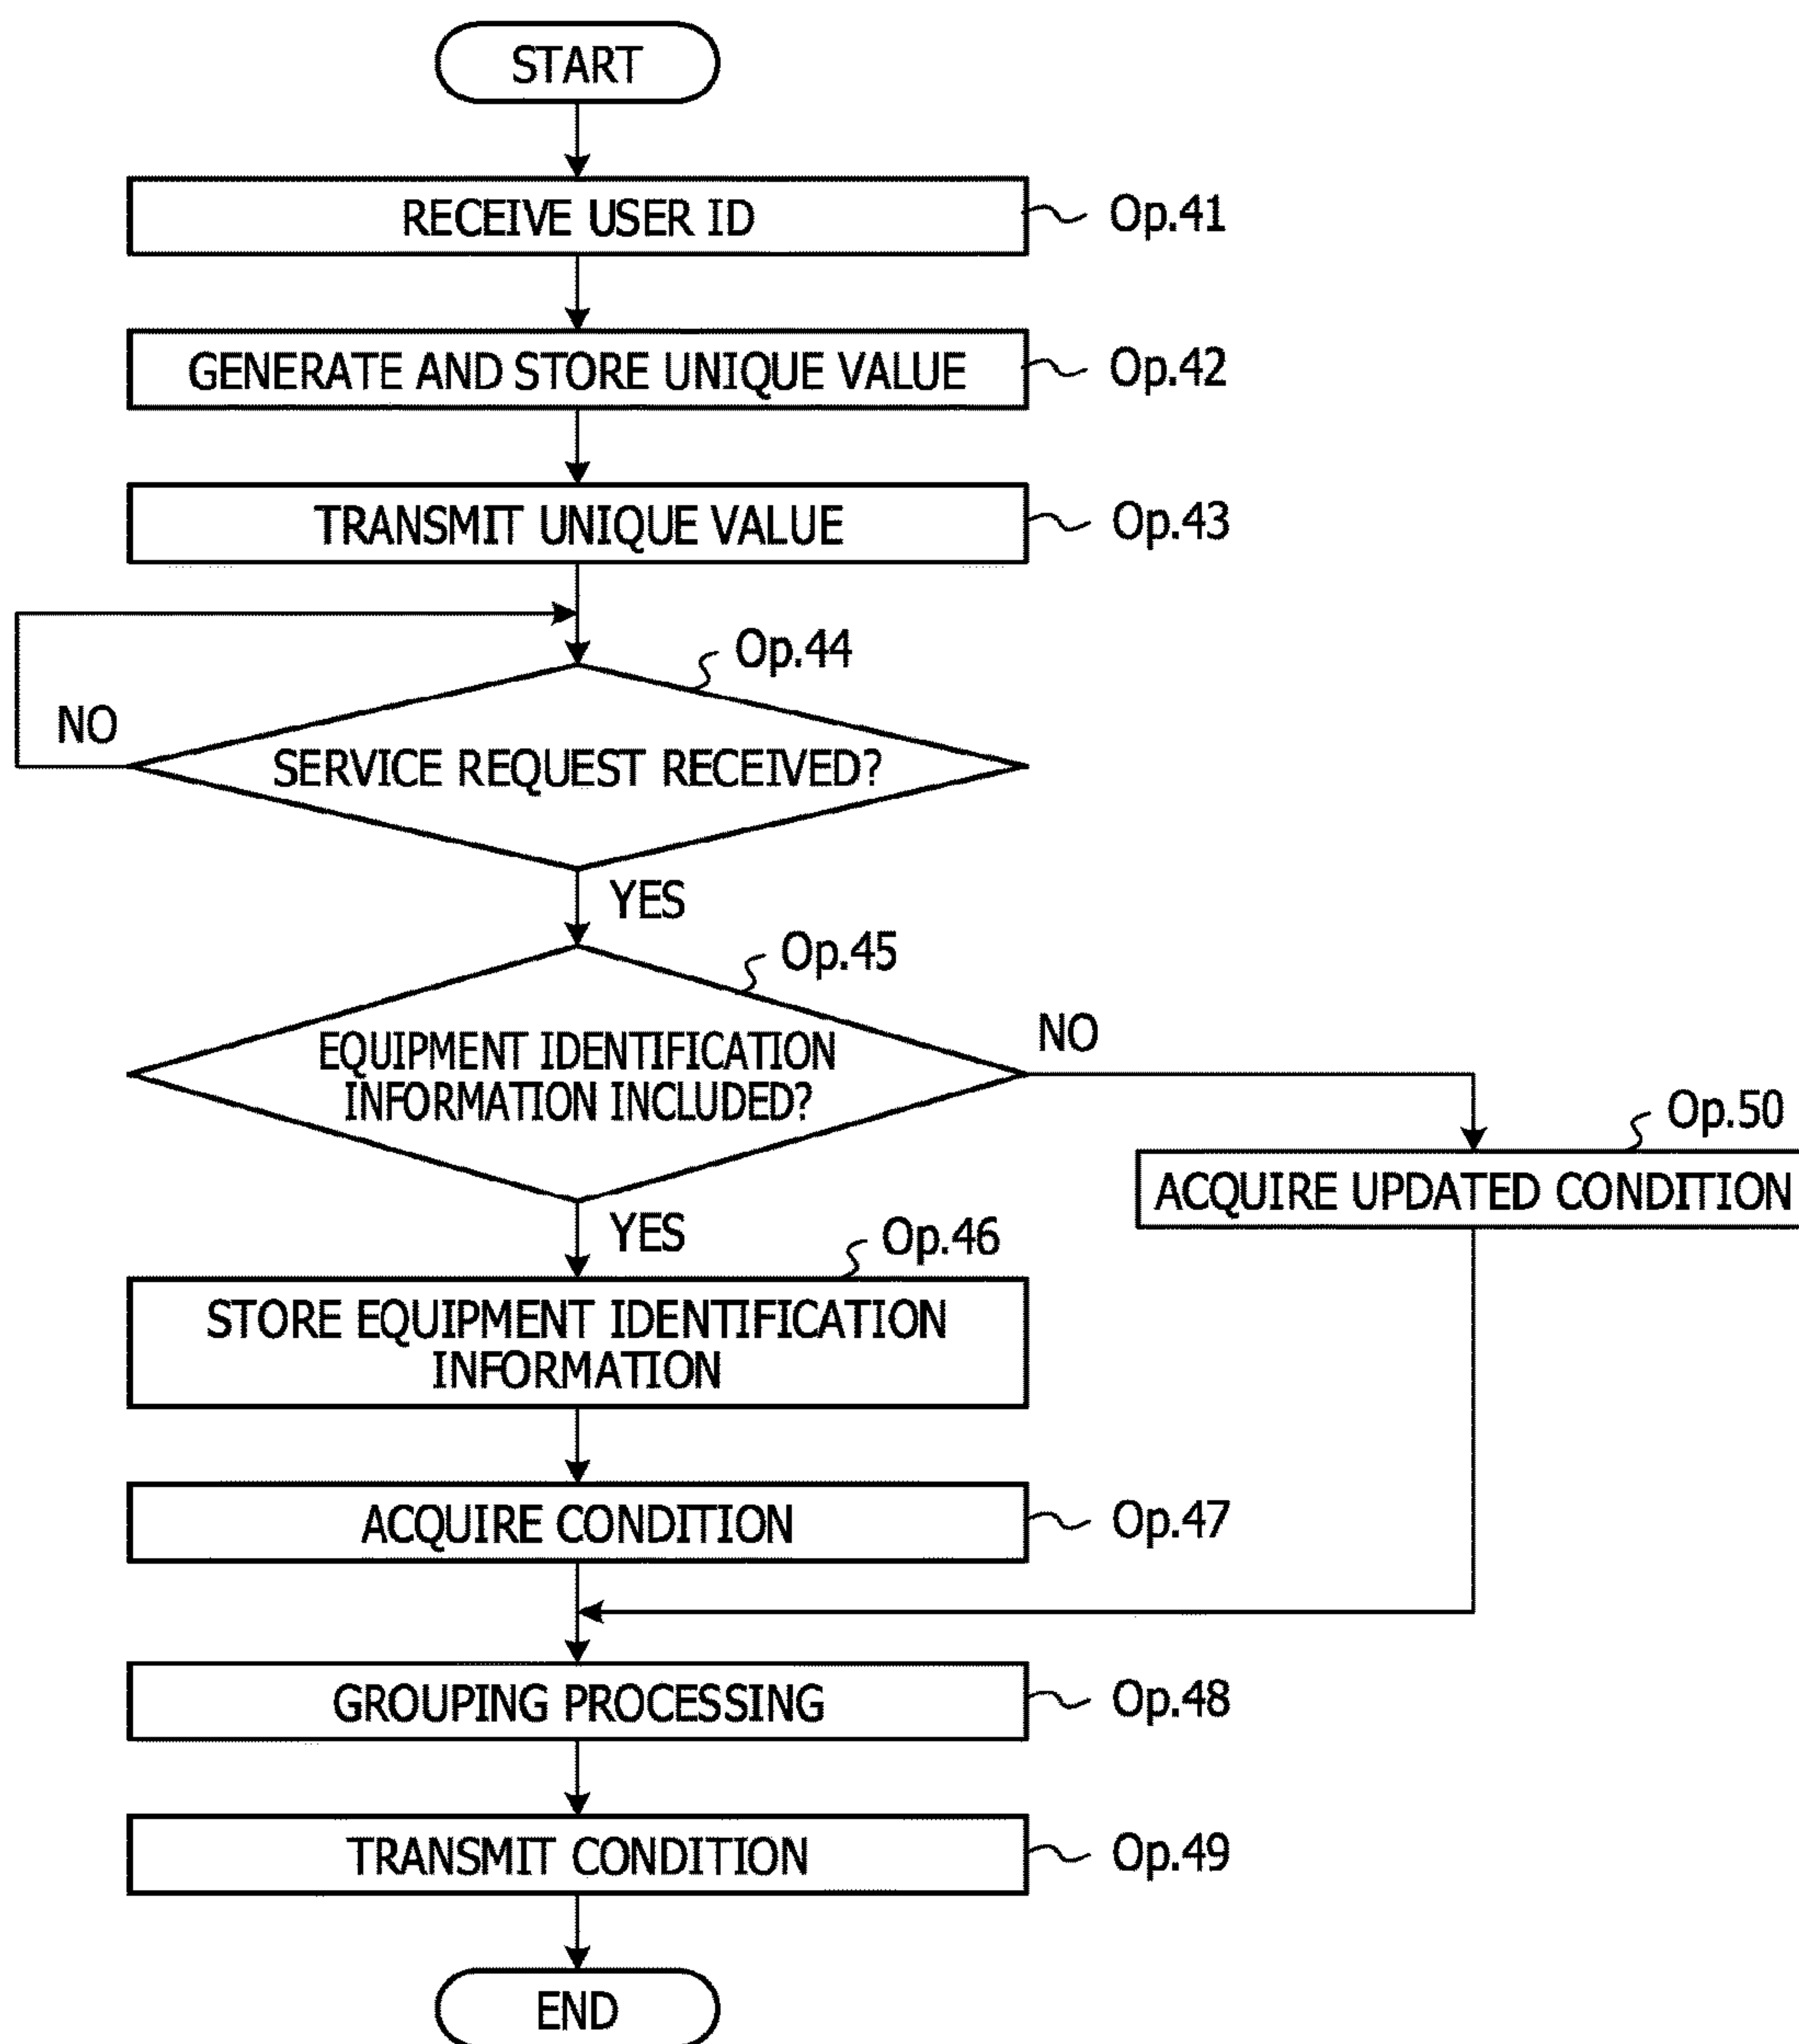 START
RECEIVE USER ID
Op.41
GENERATE AND STORE UNIQUE VALUE
Op.42
TRANSMIT UNIQUE VALUE
Op.43
Op.44
NO
SERVICE REQUEST RECEIVED?
YES
Op.45
EQUIPMENT IDENTIFICATION
INFORMATION INCLUDED?
NO
Op.50
ACQUIRE UPDATED CONDITION
YES
Op.46
STORE EQUIPMENT IDENTIFICATION
INFORMATION
ACQUIRE CONDITION
Op.47
GROUPING PROCESSING
Op.48
TRANSMIT CONDITION
Op.49
END